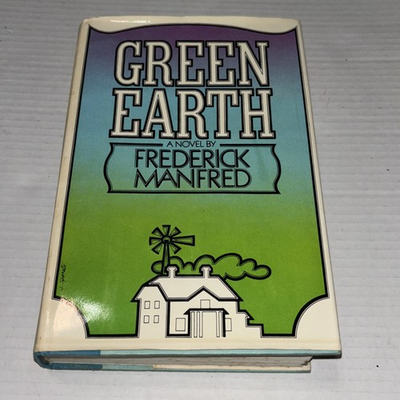 GREEN
EARTH
A NOVEL BY
FREDERICK
MANFRED